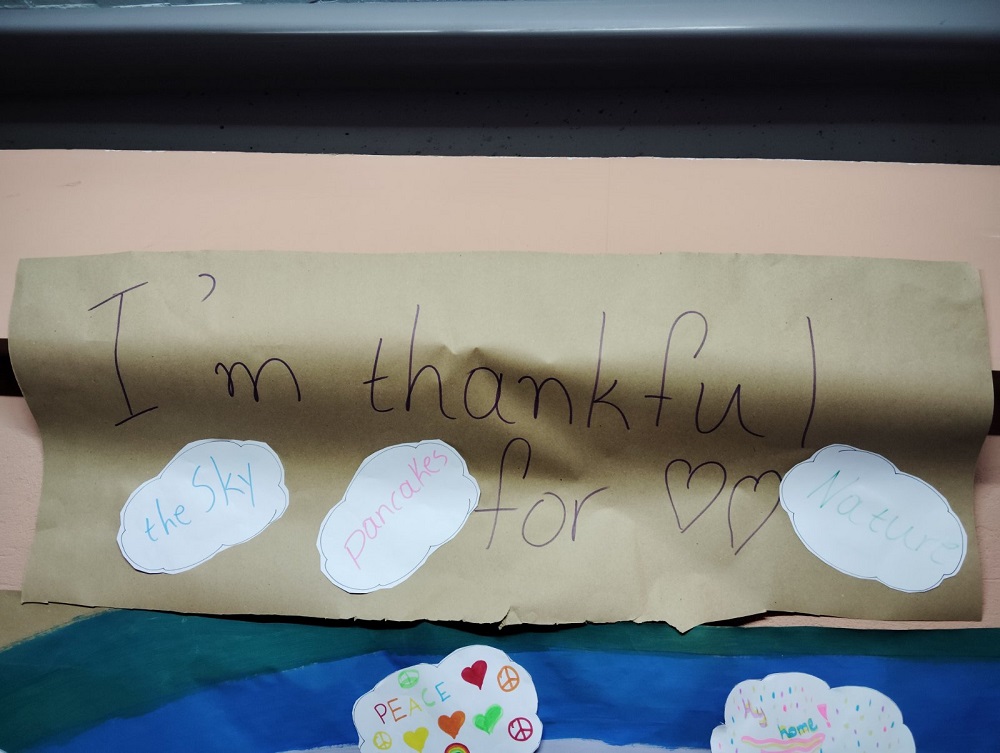 I'm thankful
for
the Sky
pancakes
Nature
PEACE
My
Home